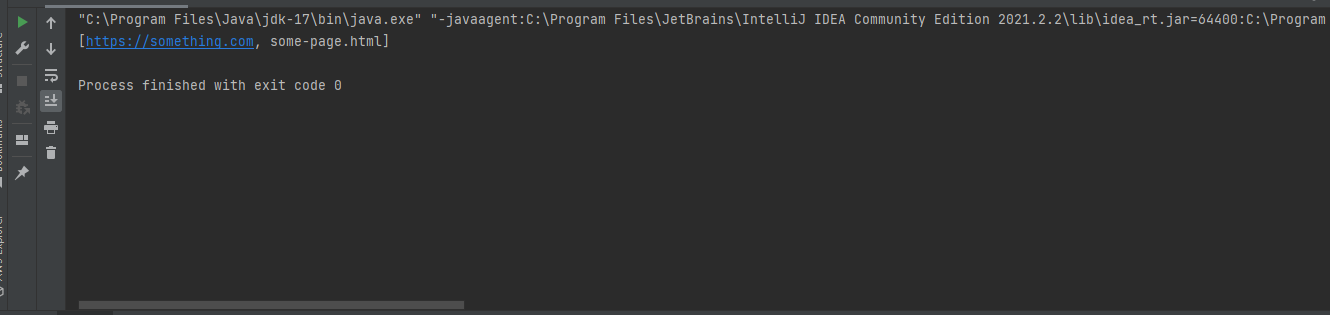 "C:\Program Files\Java\jdk-17\bin\java.exe" "-javaagent:C:\Program Files\JetBrains\IntelliJ IDEA Community Edition 2021.2.2\lib\idea_rt.jar=64400:C:\Program
[https://something.com, some-page.html]
Process finished with exit code 0